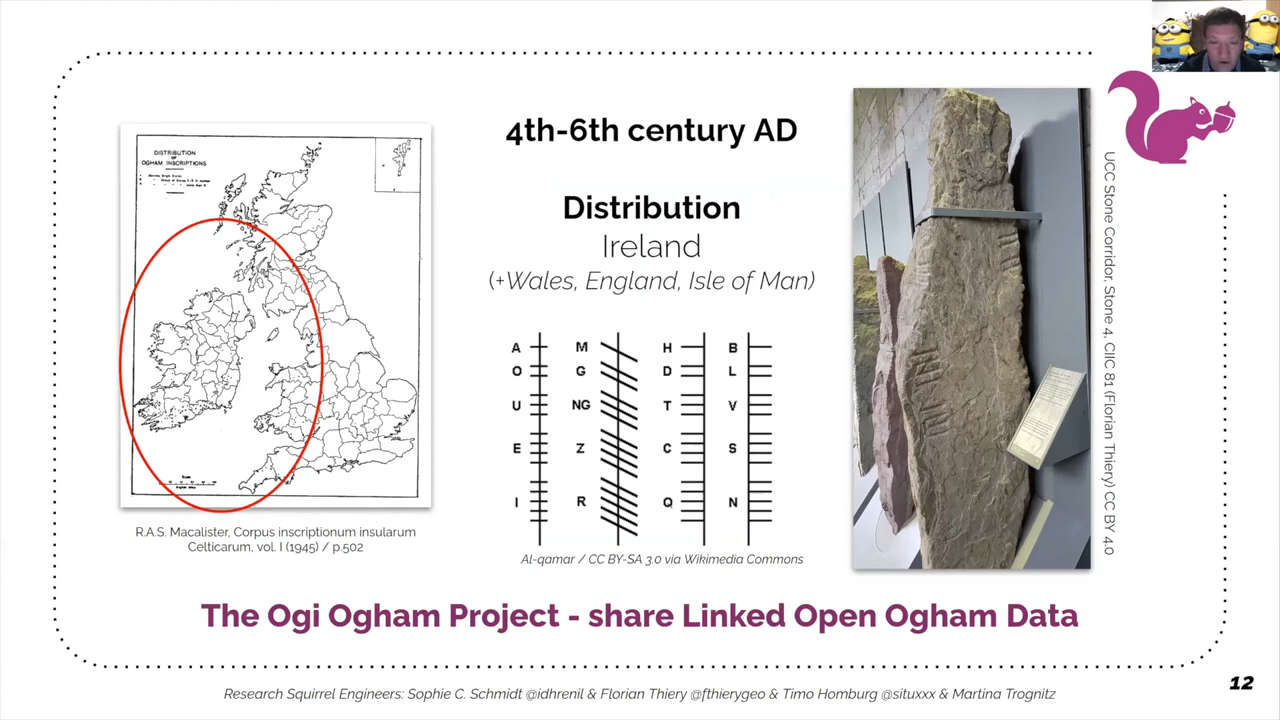 DISTRIBUTION
OF
OGHAM INSCRIPTIONS
4th-6th century AD
Distribution
Ireland
(+Wales, England, Isle of Man)
A M H B
O G D L
U NG T V
E Z C S
I R Q N
R.A.S. Macalister, Corpus inscriptionum insularum
Celticarum, vol. I (1945) / p.502
Al-qamar / CC BY-SA 3.0 via Wikimedia Commons
UCC Stone Corridor, Stone 4, CIIC 81 (Florian Thiery) CC BY 4.0
The Ogi Ogham Project - share Linked Open Ogham Data
Research Squirrel Engineers: Sophie C. Schmidt @idhrenil & Florian Thiery @fthierygeo & Timo Homburg @situxxx & Martina Trognitz
12